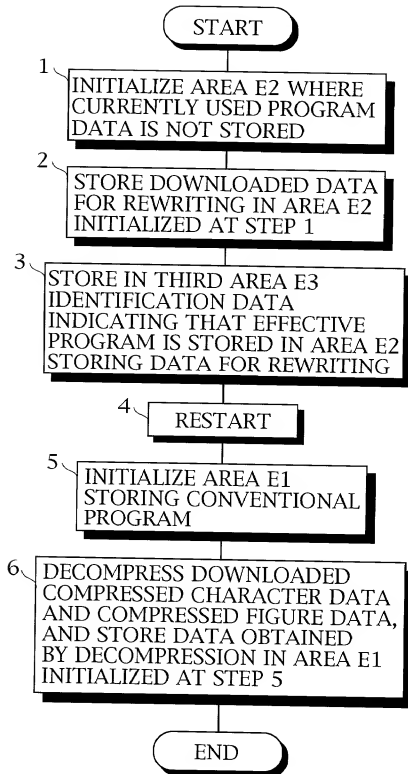 START
1
INITIALIZE AREA E2 WHERE
CURRENTLY USED PROGRAM
DATA IS NOT STORED
2
STORE DOWNLOADED DATA
FOR REWRITING IN AREA E2
INITIALIZED AT STEP 1
3
STORE IN THIRD AREA E3
IDENTIFICATION DATA
INDICATING THAT EFFECTIVE
PROGRAM IS STORED IN AREA E2
STORING DATA FOR REWRITING
4
RESTART
5
INITIALIZE AREA E1
STORING CONVENTIONAL
PROGRAM
6
DECOMPRESS DOWNLOADED
COMPRESSED CHARACTER DATA
AND COMPRESSED FIGURE DATA,
AND STORE DATA OBTAINED
BY DECOMPRESSION IN AREA E1
INITIALIZED AT STEP 5
END